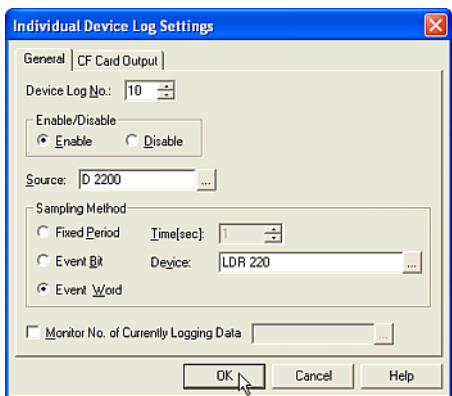 Individual Device Log Settings
General CF Card Output
Device Log No.: 10
Enable/Disable
Enable Disable
Source: D 2200 ...
Sampling Method
Fixed Period Time[sec]: 1
Event Bit Device: LDR 220 ...
Event Word
Monitor No. of Currently Logging Data ...
OK Cancel Help